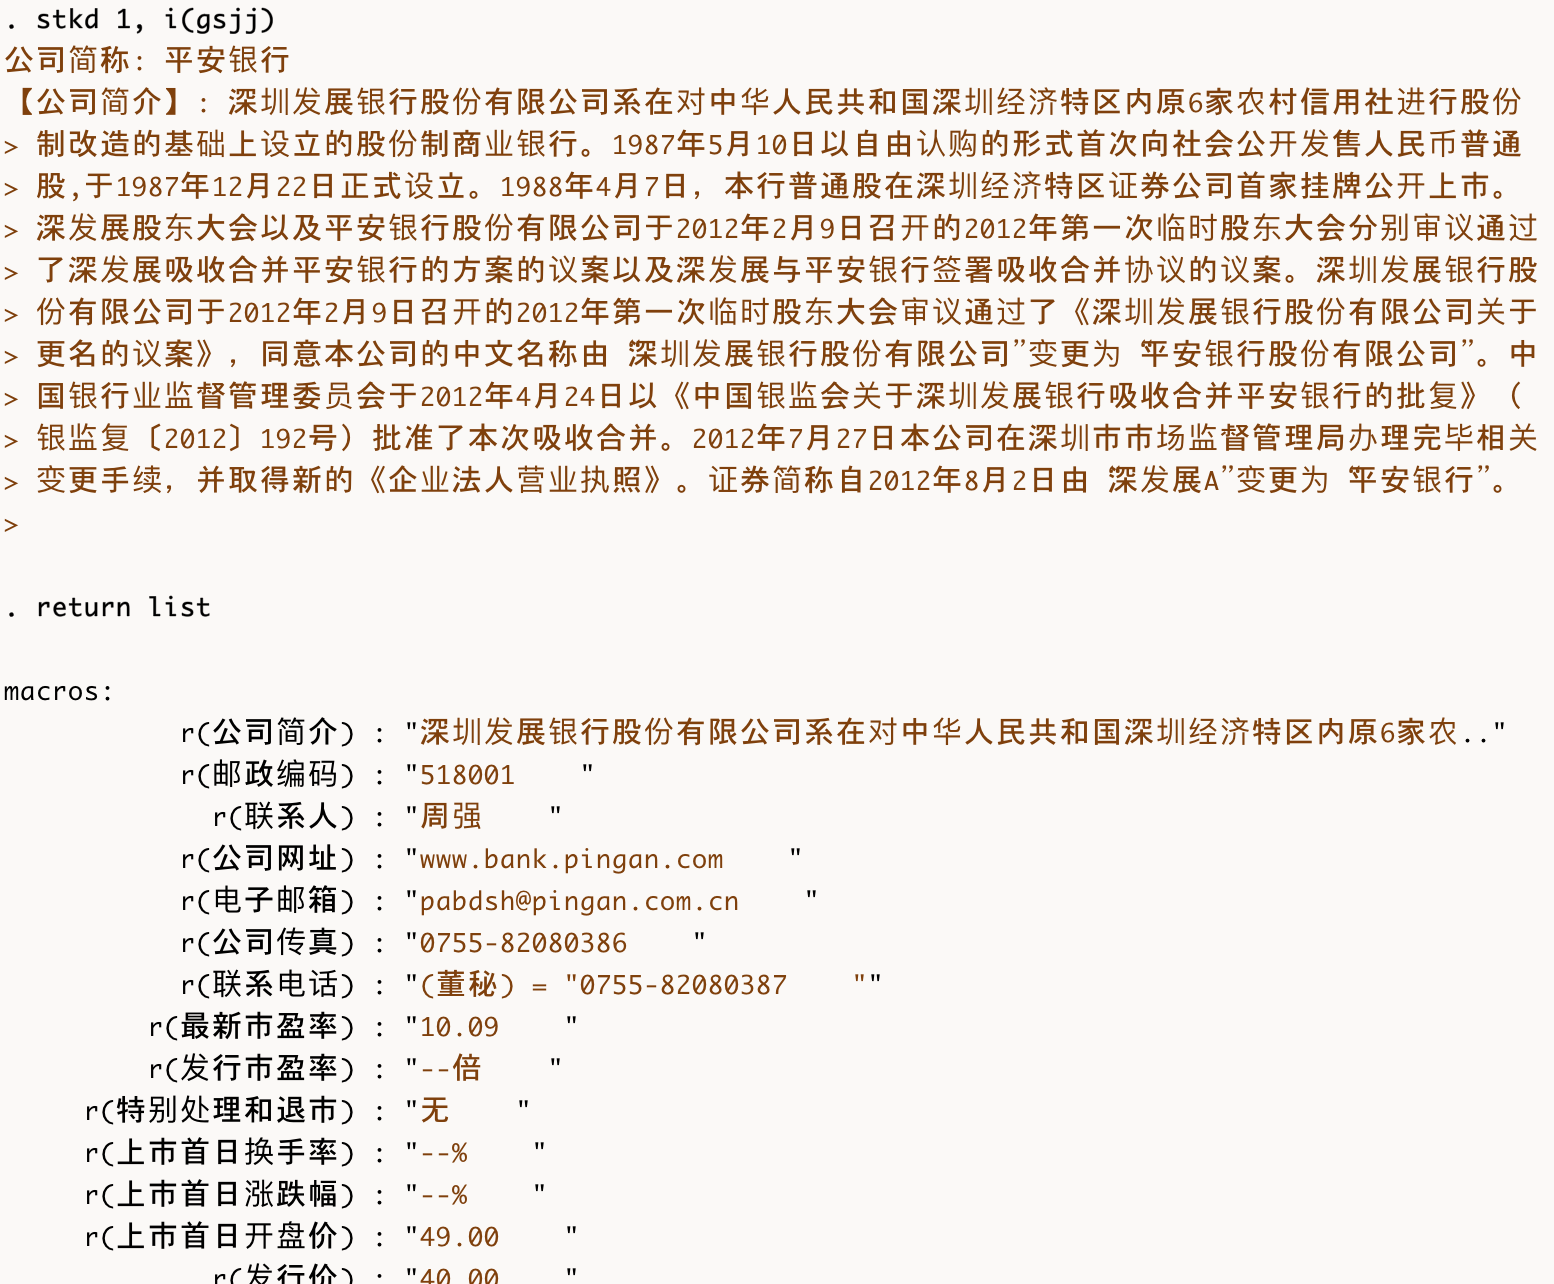 . stkd 1, i(gsjj)
公司简称: 平安银行
【公司简介】: 深圳发展银行股份有限公司系在对中华人民共和国深圳经济特区内原6家农村信用社进行股份
> 制改造的基础上设立的股份制商业银行。1987年5月10日以自由认购的形式首次向社会公开发售人民币普通
> 股,于1987年12月22日正式设立。1988年4月7日，本行普通股在深圳经济特区证券公司首家挂牌公开上市。
> 深发展股东大会以及平安银行股份有限公司于2012年2月9日召开的2012年第一次临时股东大会分别审议通过
> 了深发展吸收合并平安银行的方案的议案以及深发展与平安银行签署吸收合并协议的议案。深圳发展银行股
> 份有限公司于2012年2月9日召开的2012年第一次临时股东大会审议通过了《深圳发展银行股份有限公司关于
> 更名的议案》，同意本公司的中文名称由“深圳发展银行股份有限公司”变更为“平安银行股份有限公司”。中
> 国银行业监督管理委员会于2012年4月24日以《中国银监会关于深圳发展银行吸收合并平安银行的批复》（
> 银监复〔2012〕192号）批准了本次吸收合并。2012年7月27日本公司在深圳市市场监督管理局办理完毕相关
> 变更手续，并取得新的《企业法人营业执照》。证券简称自2012年8月2日由“深发展A”变更为“平安银行”。
>
. return list
macros:
r(公司简介) : "深圳发展银行股份有限公司系在对中华人民共和国深圳经济特区内原6家农.."
r(邮政编码) : "518001    "
r(联系人) : "周强    "
r(公司网址) : "www.bank.pingan.com    "
r(电子邮箱) : "pabdsh@pingan.com.cn    "
r(公司传真) : "0755-82080386    "
r(联系电话) : "(董秘) = "0755-82080387    ""
r(最新市盈率) : "10.09    "
r(发行市盈率) : "--倍    "
r(特别处理和退市) : "无    "
r(上市首日换手率) : "--%    "
r(上市首日涨跌幅) : "--%    "
r(上市首日开盘价) : "49.00    "
r(发行价) : "40.00    "